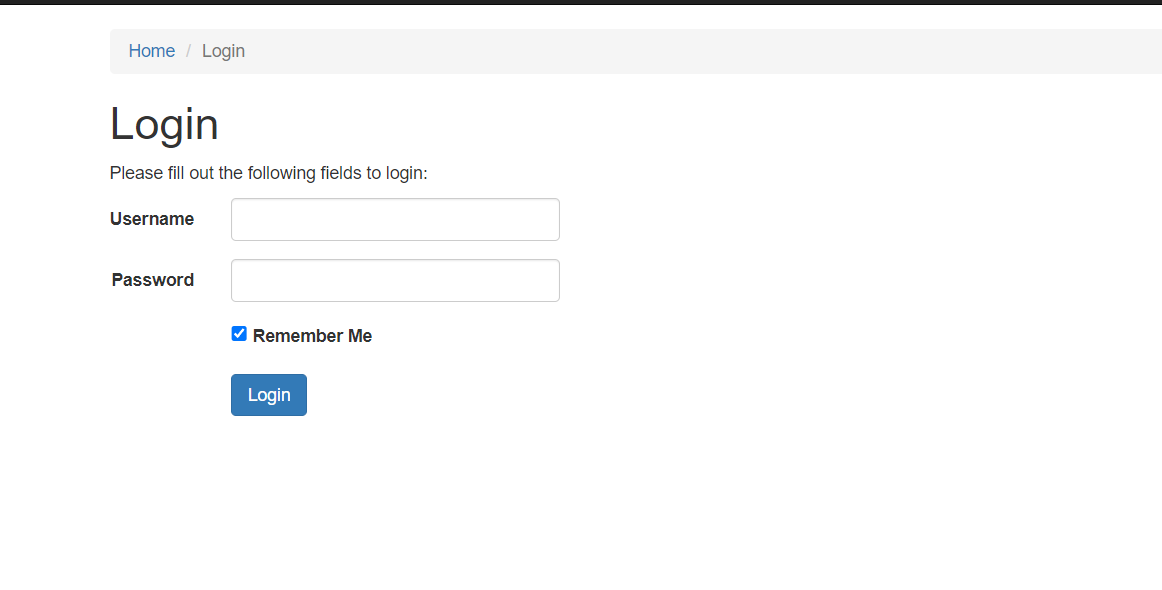 Home / Login
Login
Please fill out the following fields to login:
Username
Password
Remember Me
Login